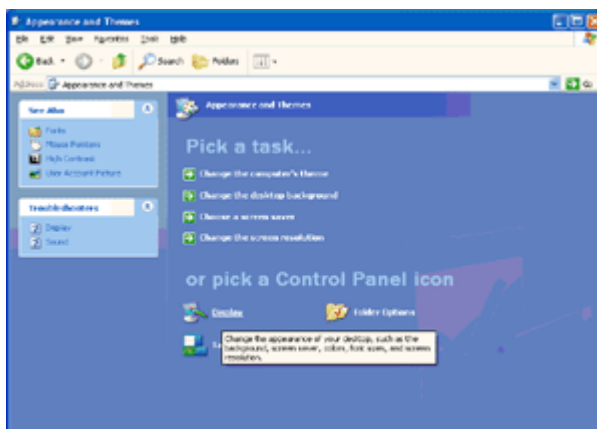 Appearance and Themes
File Edit View Favorites Tools Help
Back Search Folders
Address Appearance and Themes
See Also
Fonts
Mouse Pointers
High Contrast
User Account Picture
Troubleshooters
Display
Sound
Appearance and Themes
Pick a task...
Change the computer's theme
Change the desktop background
Choose a screen saver
Change the screen resolution
or pick a Control Panel icon
Display
Folder Options
Change the appearance of your desktop, such as the
background, screen saver, colors, font sizes, and screen
resolution.